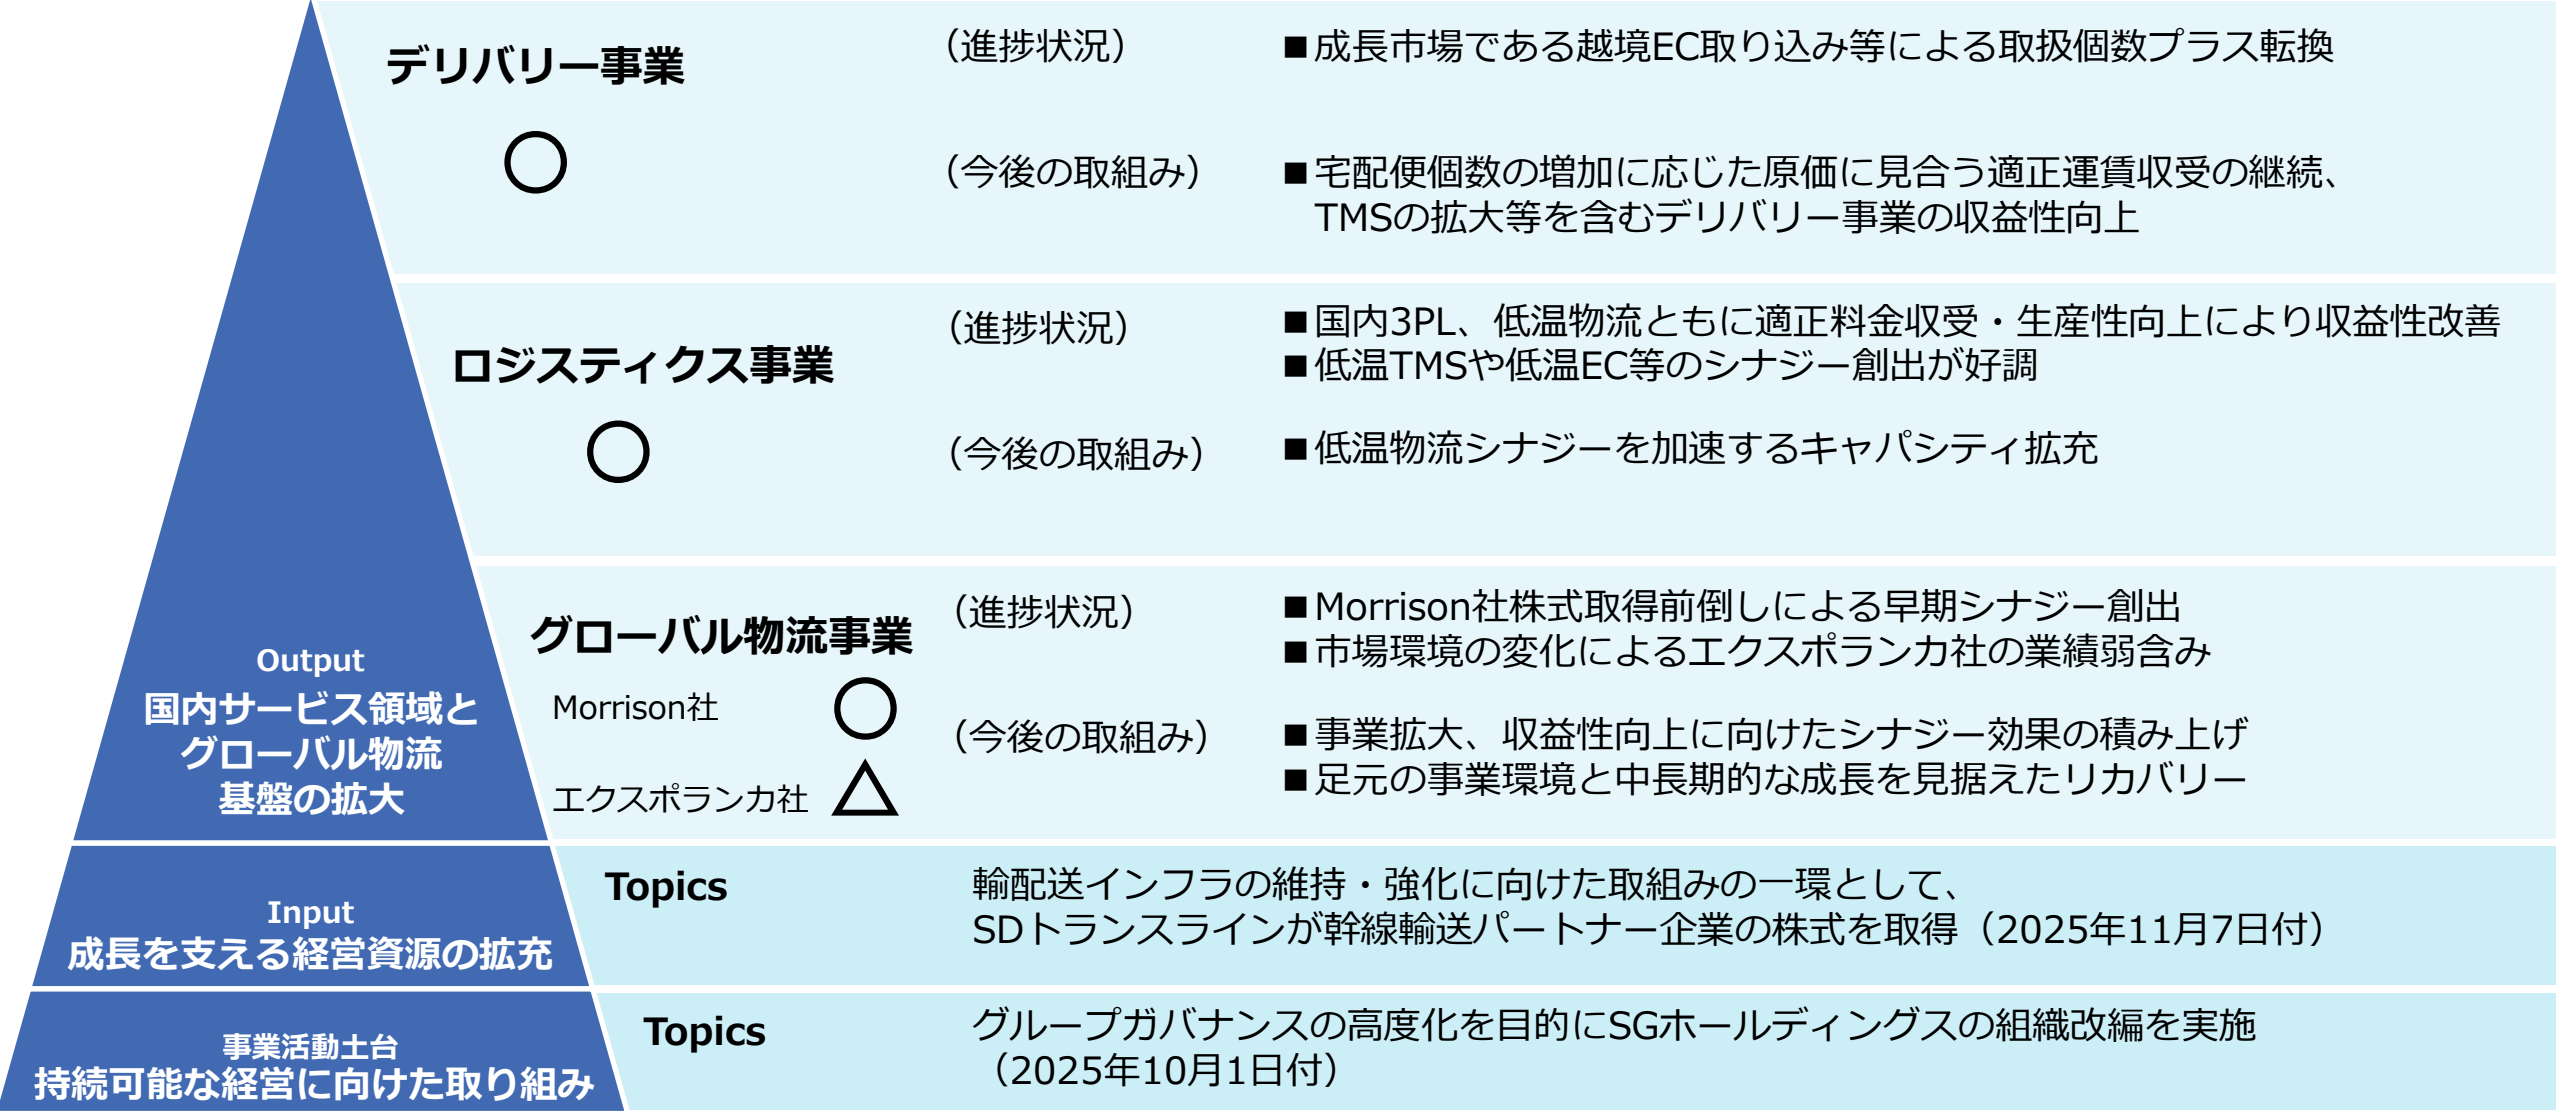 デリバリー事業
○
（進捗状況）
■成長市場である越境EC取り込み等による取扱個数プラス転換
（今後の取組み）
■宅配便個数の増加に応じた原価に見合う適正運賃収受の継続、
TMSの拡大等を含むデリバリー事業の収益性向上
ロジスティクス事業
○
（進捗状況）
■国内3PL、低温物流ともに適正料金収受・生産性向上により収益性改善
■低温TMSや低温EC等のシナジー創出が好調
（今後の取組み）
■低温物流シナジーを加速するキャパシティ拡充
Output
国内サービス領域と
グローバル物流
基盤の拡大
グローバル物流事業
Morrison社 ○
エクスポランカ社 △
（進捗状況）
■Morrison社株式取得前倒しによる早期シナジー創出
■市場環境の変化によるエクスポランカ社の業績弱含み
（今後の取組み）
■事業拡大、収益性向上に向けたシナジー効果の積み上げ
■足元の事業環境と中長期的な成長を見据えたリカバリー
Input
成長を支える経営資源の拡充
Topics
輸配送インフラの維持・強化に向けた取組みの一環として、
SDトランスラインが幹線輸送パートナー企業の株式を取得（2025年11月7日付）
事業活動土台
持続可能な経営に向けた取り組み
Topics
グループガバナンスの高度化を目的にSGホールディングスの組織改編を実施
（2025年10月1日付）